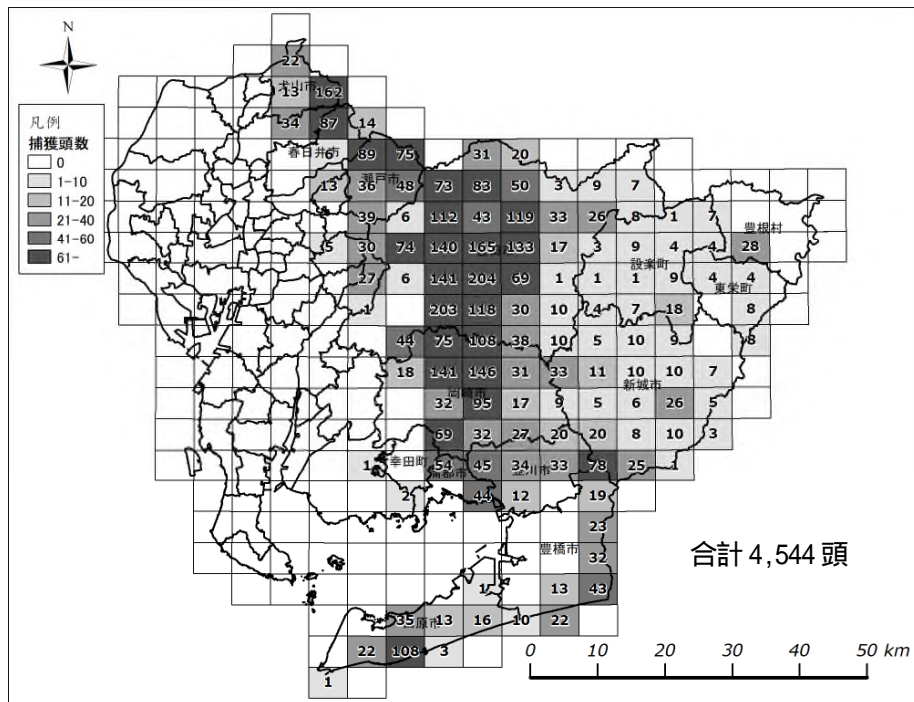 N
凡例
捕獲頭数
0
1-10
11-20
21-40
41-60
61-
22
犬山市
13 162
34 87 14
6 89 75 31 20
春日井市
瀬戸市
13 36 48 73 83 50 3 9 7
39 6 112 43 119 33 26 8 1 7
豊根村
5 30 74 140 165 133 17 3 9 4 4 28
設楽町
27 6 141 204 69 1 1 1 9 4 4
東栄町
1 203 118 30 10 4 7 18 8
44 75 108 38 10 5 10 9 8
18 141 146 31 33 11 10 10 7
岡崎市 新城市
32 95 17 9 5 6 26 5
69 32 27 20 20 8 10 3
幸田町
1 54 45 34 33 78 25 1
蒲郡市 豊川市
2 44 12 19
23
豊橋市
32
合計 4,544 頭
1 13 43
35 13 16 10 22
田原市
22 108 3
1
0 10 20 30 40 50 km